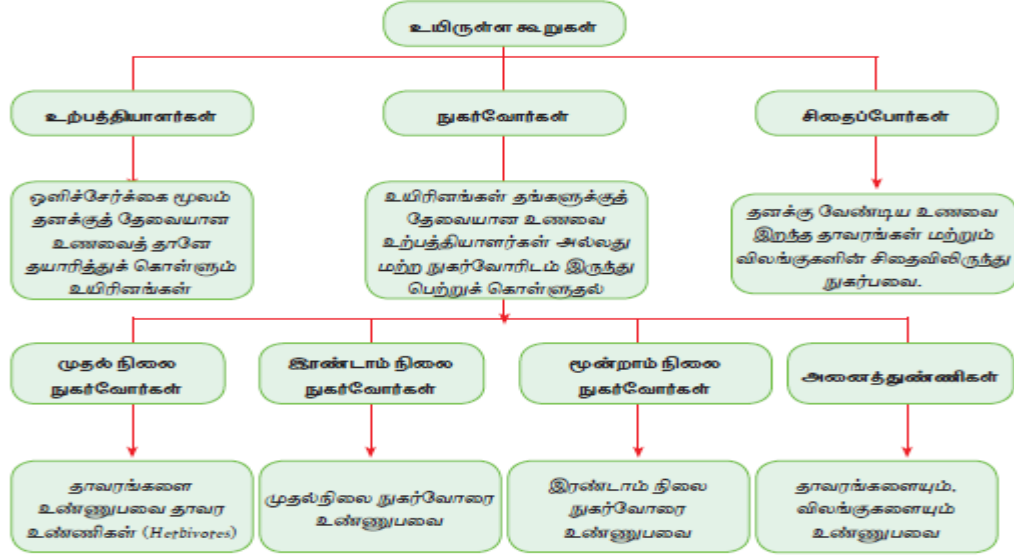 உயிருள்ள கூறுகள்
உற்பத்தியாளர்கள்
நுகர்வோர்கள்
சிதைப்போர்கள்
ஒளிச்சேர்க்கை மூலம்
தனக்குத் தேவையான
உணவைத் தானே
தயாரித்துக் கொள்ளும்
உயிரினங்கள்
உயிரினங்கள் தங்களுக்குத்
தேவையான உணவை
உற்பத்தியாளர்கள் அல்லது
மற்ற நுகர்வோரிடம் இருந்து
பெற்றுக் கொள்ளுதல்
தனக்கு வேண்டிய உணவை
இறந்த தாவரங்கள் மற்றும்
விலங்குகளின் சிதைவிலிருந்து
நுகர்பவை.
முதல் நிலை
நுகர்வோர்கள்
இரண்டாம் நிலை
நுகர்வோர்கள்
மூன்றாம் நிலை
நுகர்வோர்கள்
அனைத்துண்ணிகள்
தாவரங்களை
உண்ணுபவை தாவர
உண்ணிகள் (Herbivores)
முதல்நிலை நுகர்வோரை
உண்ணுபவை
இரண்டாம் நிலை
நுகர்வோரை
உண்ணுபவை
தாவரங்களையும்,
விலங்குகளையும்
உண்ணுபவை